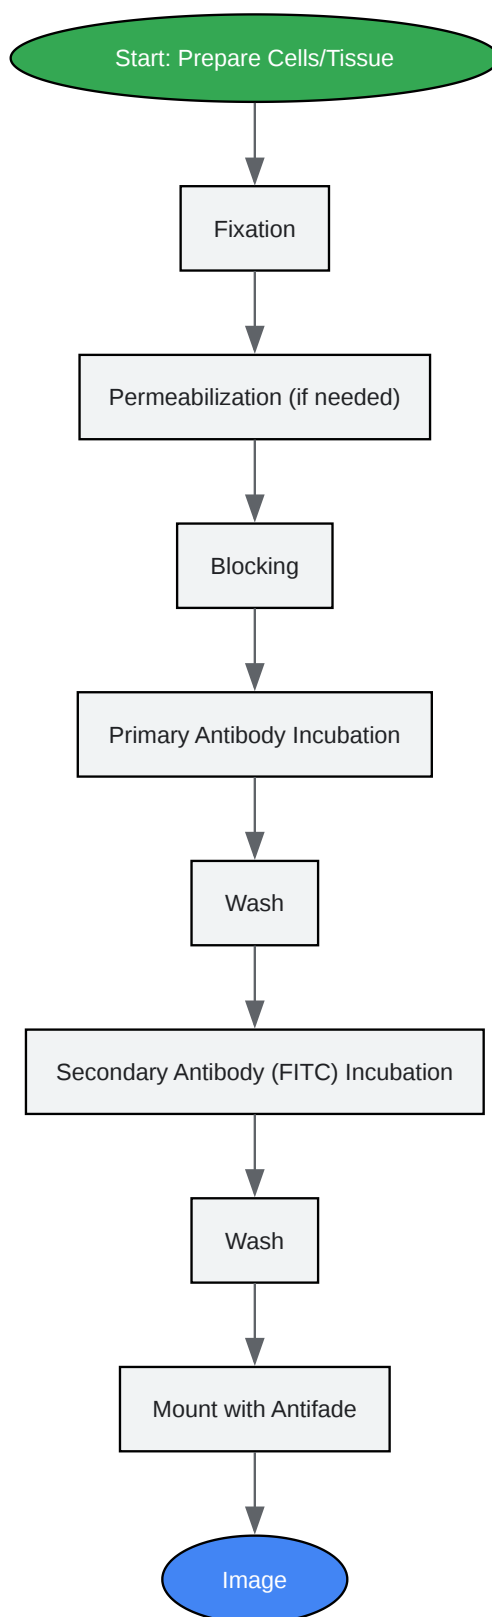 Start: Prepare Cells/Tissue
Fixation
Permeabilization (if needed)
Blocking
Primary Antibody Incubation
Wash
Secondary Antibody (FITC) Incubation
Wash
Mount with Antifade
Image